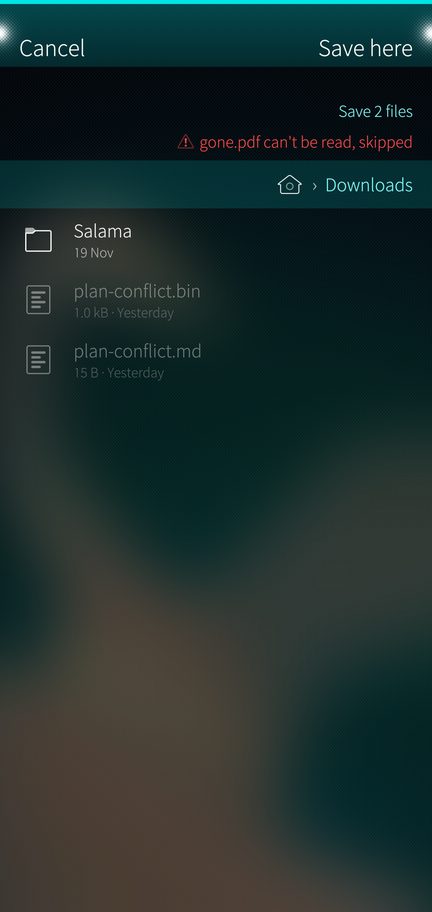 Cancel
Save here
Save 2 files
gone.pdf can't be read, skipped
› Downloads
Salama
19 Nov
plan-conflict.bin
1.0 kB · Yesterday
plan-conflict.md
15 B · Yesterday